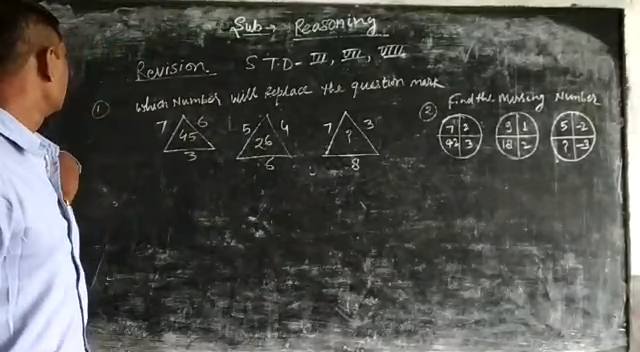 Sub → Reasoning
Revision. STD - III, VII, VIII
① Which Number will replace the question mark
7 6 5 4 7 3
45 26 ?
3 6 8
② Find the Missing Number
7 2 9 1 5 -2
42 3 18 2 ? -3